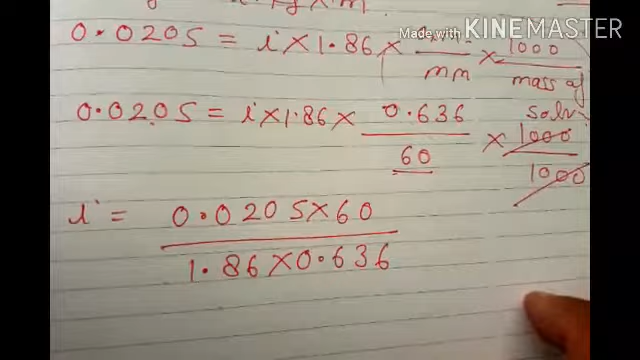 Made with KINEMASTER
0.0205 = i × 1.86 × × 1000
mm mass of
solv
0.0205 = i × 1.86 × 0.636 × 1000
60 1000
i = 0.0205 × 60
1.86 × 0.636